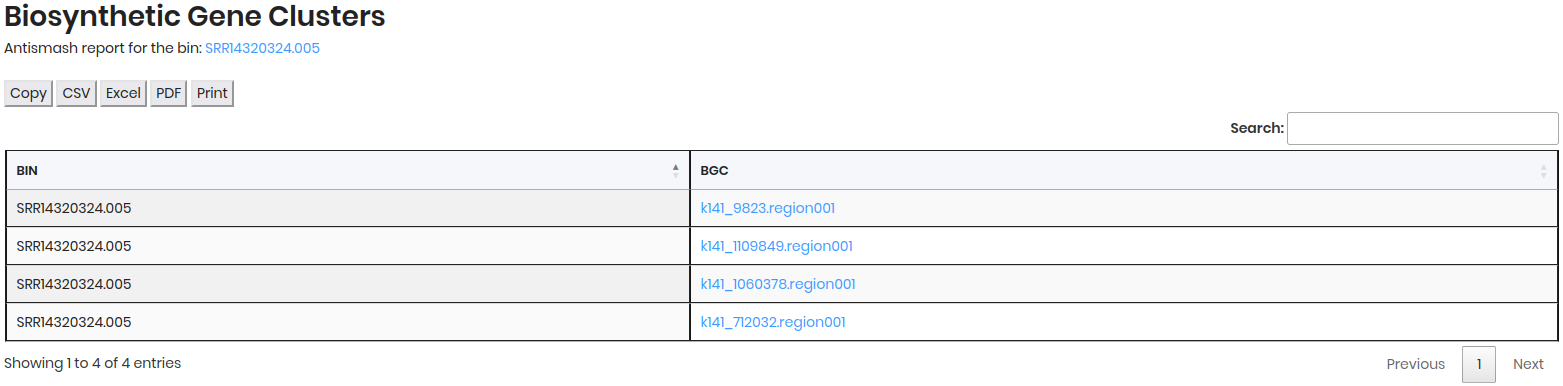 Biosynthetic Gene Clusters
Antismash report for the bin: SRR14320324.005
Copy CSV Excel PDF Print
Search:
BIN BGC
SRR14320324.005 k141_9823.region001
SRR14320324.005 k141_1109849.region001
SRR14320324.005 k141_1060378.region001
SRR14320324.005 k141_712032.region001
Showing 1 to 4 of 4 entries Previous 1 Next